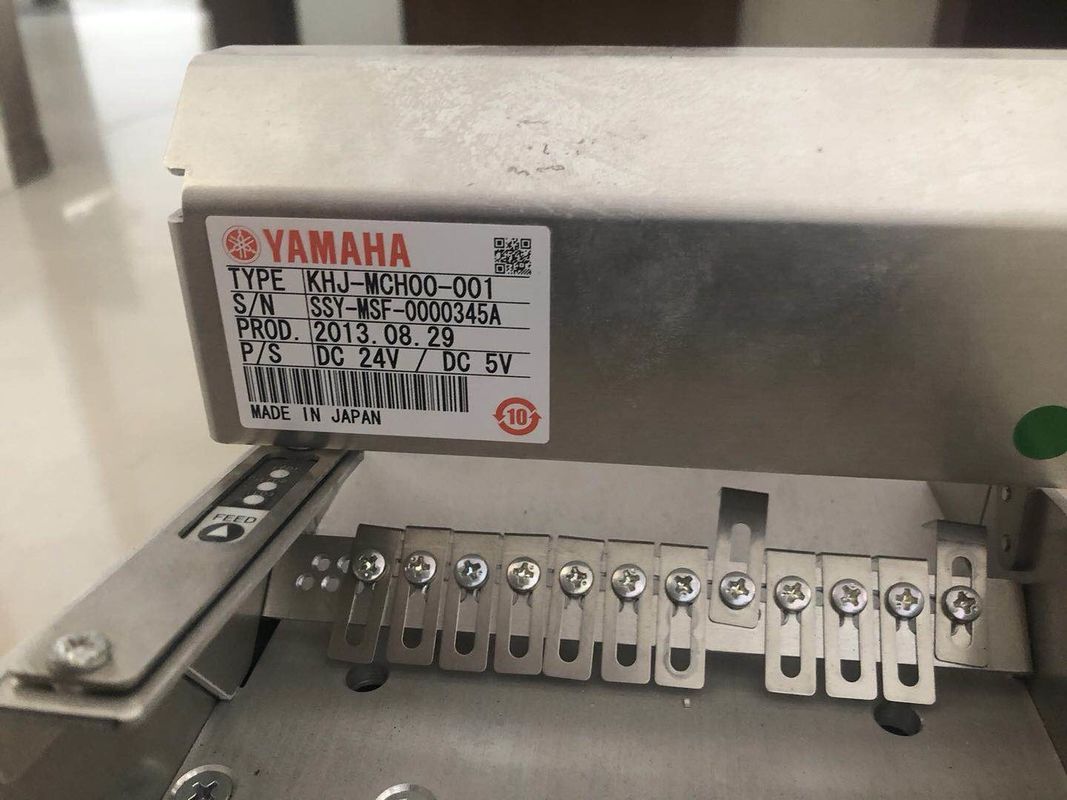 YAMAHA
TYPE KHJ-MCH00-001
S/N SSY-MSF-0000345A
PROD. 2013.08.29
P/S DC 24V / DC 5V
MADE IN JAPAN
10
FEED